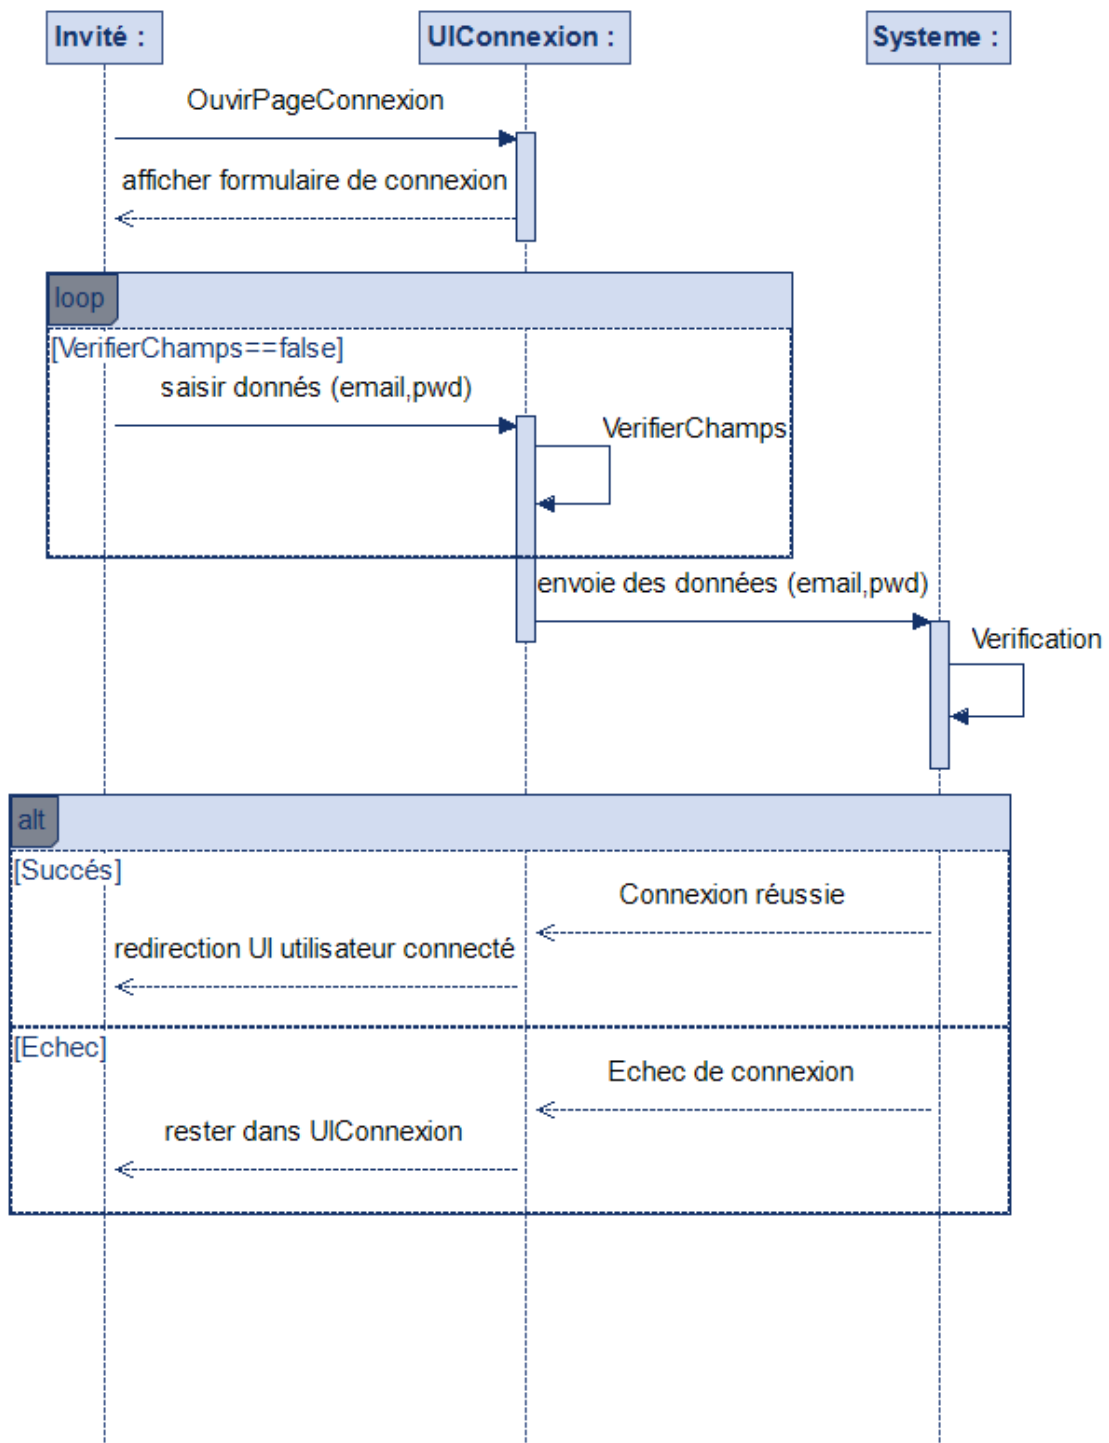 Invité :
UIConnexion :
Systeme :
OuvirPageConnexion
afficher formulaire de connexion
loop
[VerifierChamps==false]
saisir donnés (email,pwd)
VerifierChamps
envoie des données (email,pwd)
Verification
alt
[Succés]
Connexion réussie
redirection UI utilisateur connecté
[Echec]
Echec de connexion
rester dans UIConnexion